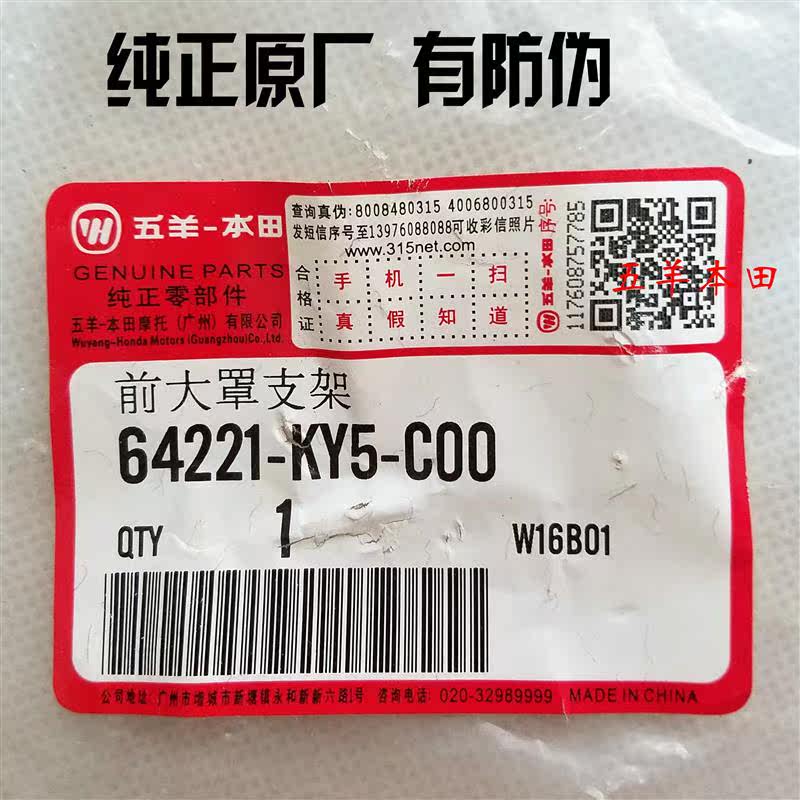 纯正原厂 有防伪
五羊-本田
GENUINE PARTS
纯正零部件
五羊-本田摩托（广州）有限公司
Wuyang-Honda Motors (Guangzhou)Co.,Ltd.
查询真伪:8008480315 4006800315
发短信序号至13976088088可收彩信照片
www.315net.com
合格证
手机一扫
真假知道
五羊-本田序号:
11760875785
五羊本田
前大罩支架
64221-KY5-C00
QTY 1 W16B01
公司地址:广州市增城市新塘镇永和新新六路1号 咨询电话: 020-32989999 MADE IN CHINA